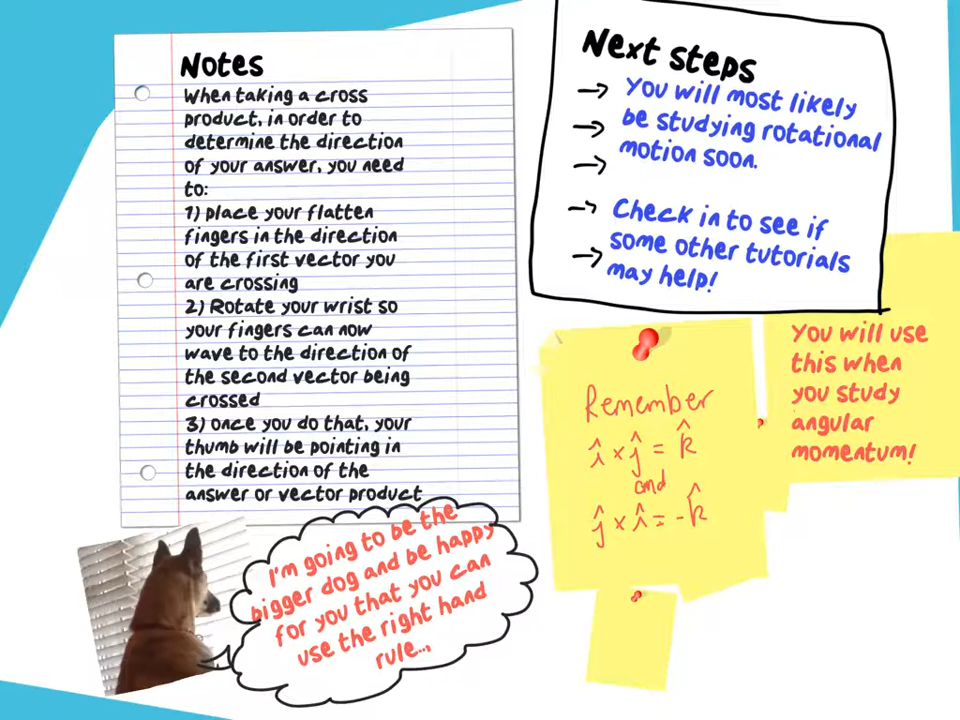 Notes
When taking a cross
product, in order to
determine the direction
of your answer, you need
to:
1) place your flatten
fingers in the direction
of the first vector you
are crossing
2) Rotate your wrist so
your fingers can now
wave to the direction of
the second vector being
crossed
3) once you do that, your
thumb will be pointing in
the direction of the
answer or vector product
Next steps
→ You will most likely
→ be studying rotational
→ motion soon.
→ Check in to see if
→ some other tutorials
may help!
You will use
this when
you study
angular
momentum!
Remember
î × ĵ = k̂
and
ĵ × î = -k̂
I'm going to be the
bigger dog and be happy
for you that you can
use the right hand
rule...,